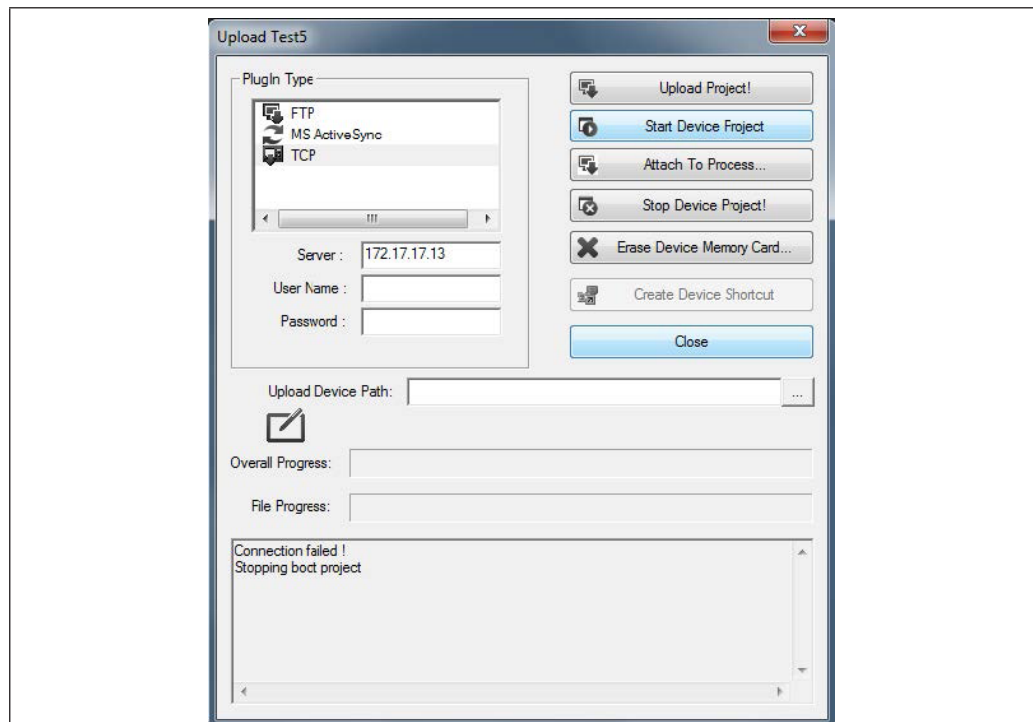 Upload Test5
PlugIn Type
FTP
MS ActiveSync
TCP
Server :
172.17.17.13
User Name :
Password :
Upload Project!
Start Device Froject
Attach To Process...
Stop Device Project!
Erase Device Memory Card...
Create Device Shortcut
Close
Upload Device Path:
...
Overall Progress:
File Progress:
Connection failed !
Stopping boct project